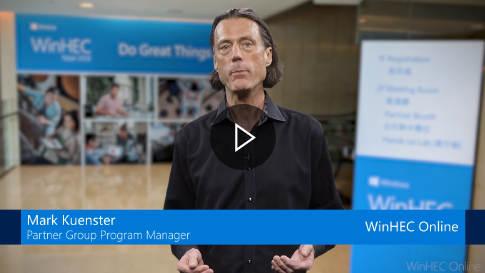 Windows
WinHEC
Do Great Things
1F Registration
2F Meeting Room
Partner Booth
Hands-on Lab
Windows
WinHEC
Mark Kuenster
Partner Group Program Manager
WinHEC Online
WinHEC Online